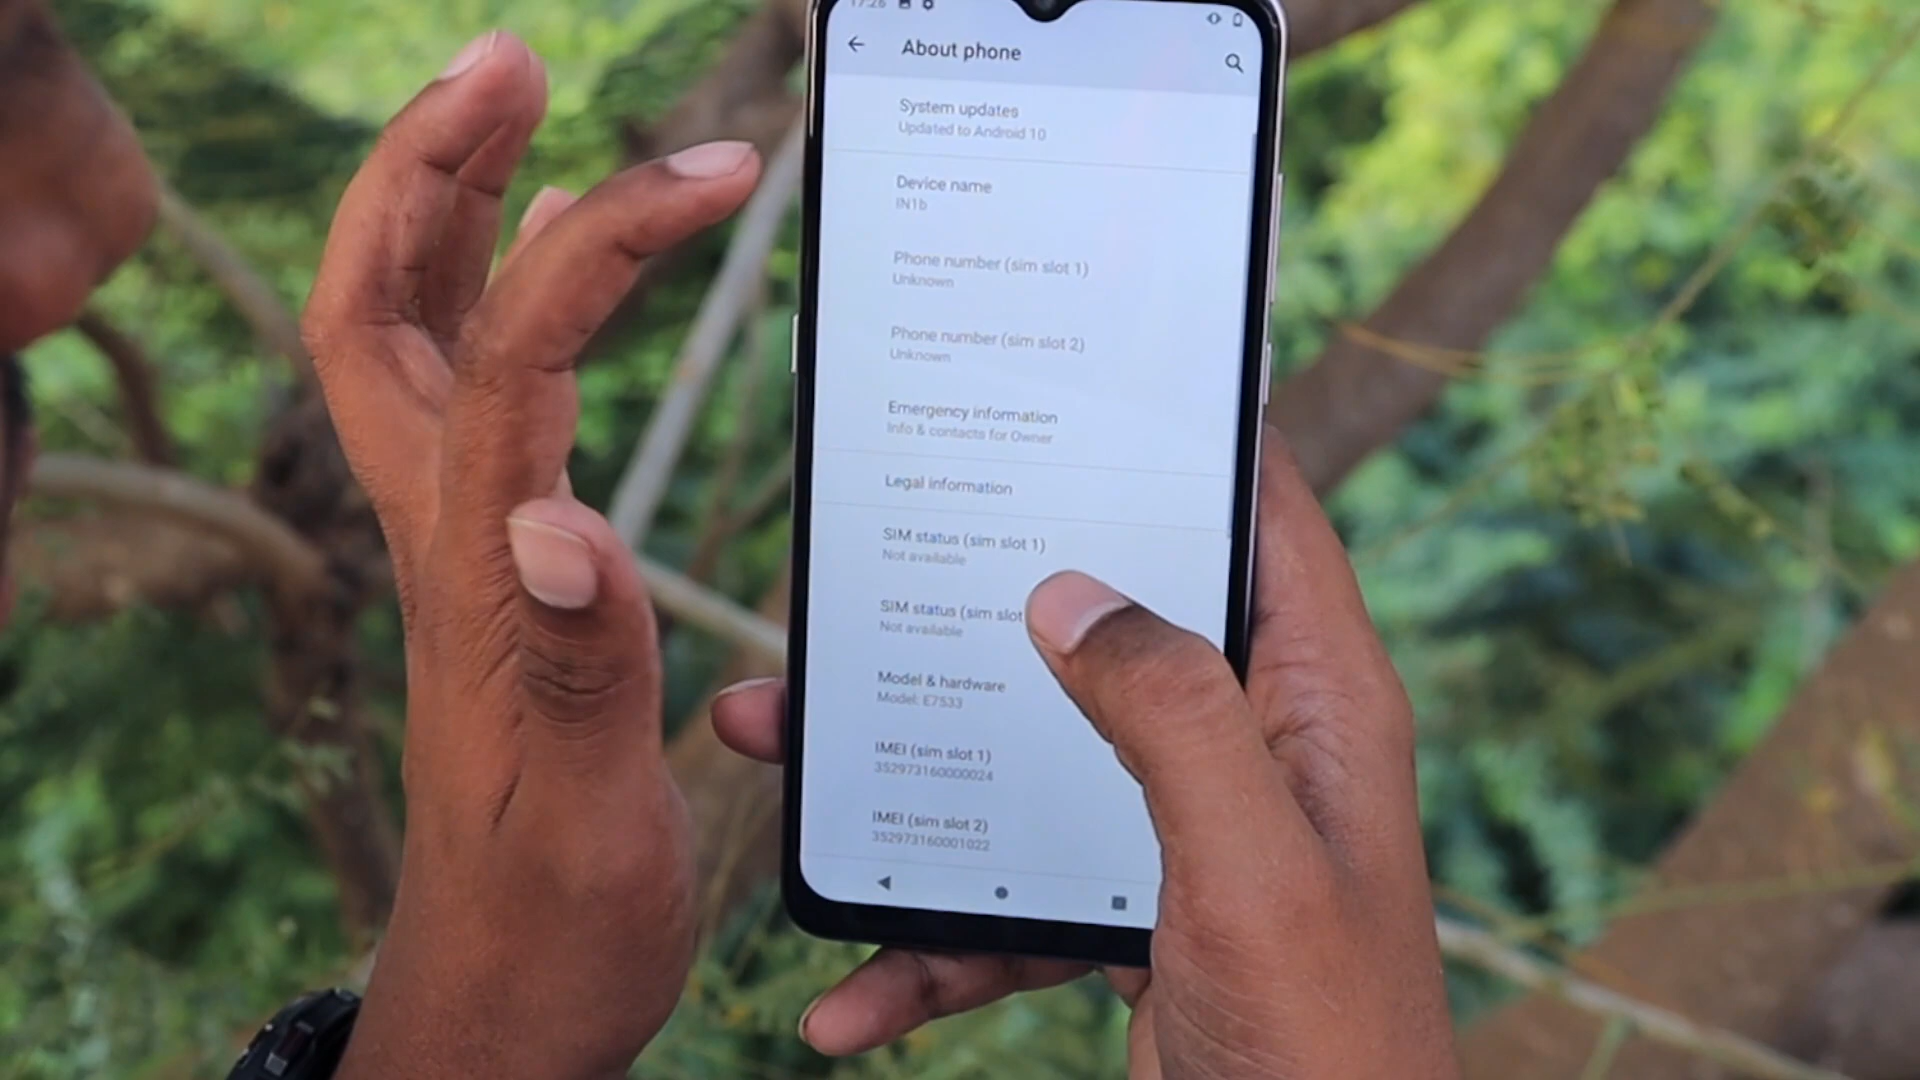 17:26
About phone
System updates
Updated to Android 10
Device name
IN1b
Phone number (sim slot 1)
Unknown
Phone number (sim slot 2)
Unknown
Emergency information
Info & contacts for Owner
Legal information
SIM status (sim slot 1)
Not available
SIM status (sim slot
Not available
Model & hardware
Model: E7533
IMEI (sim slot 1)
352973160000024
IMEI (sim slot 2)
352973160001022